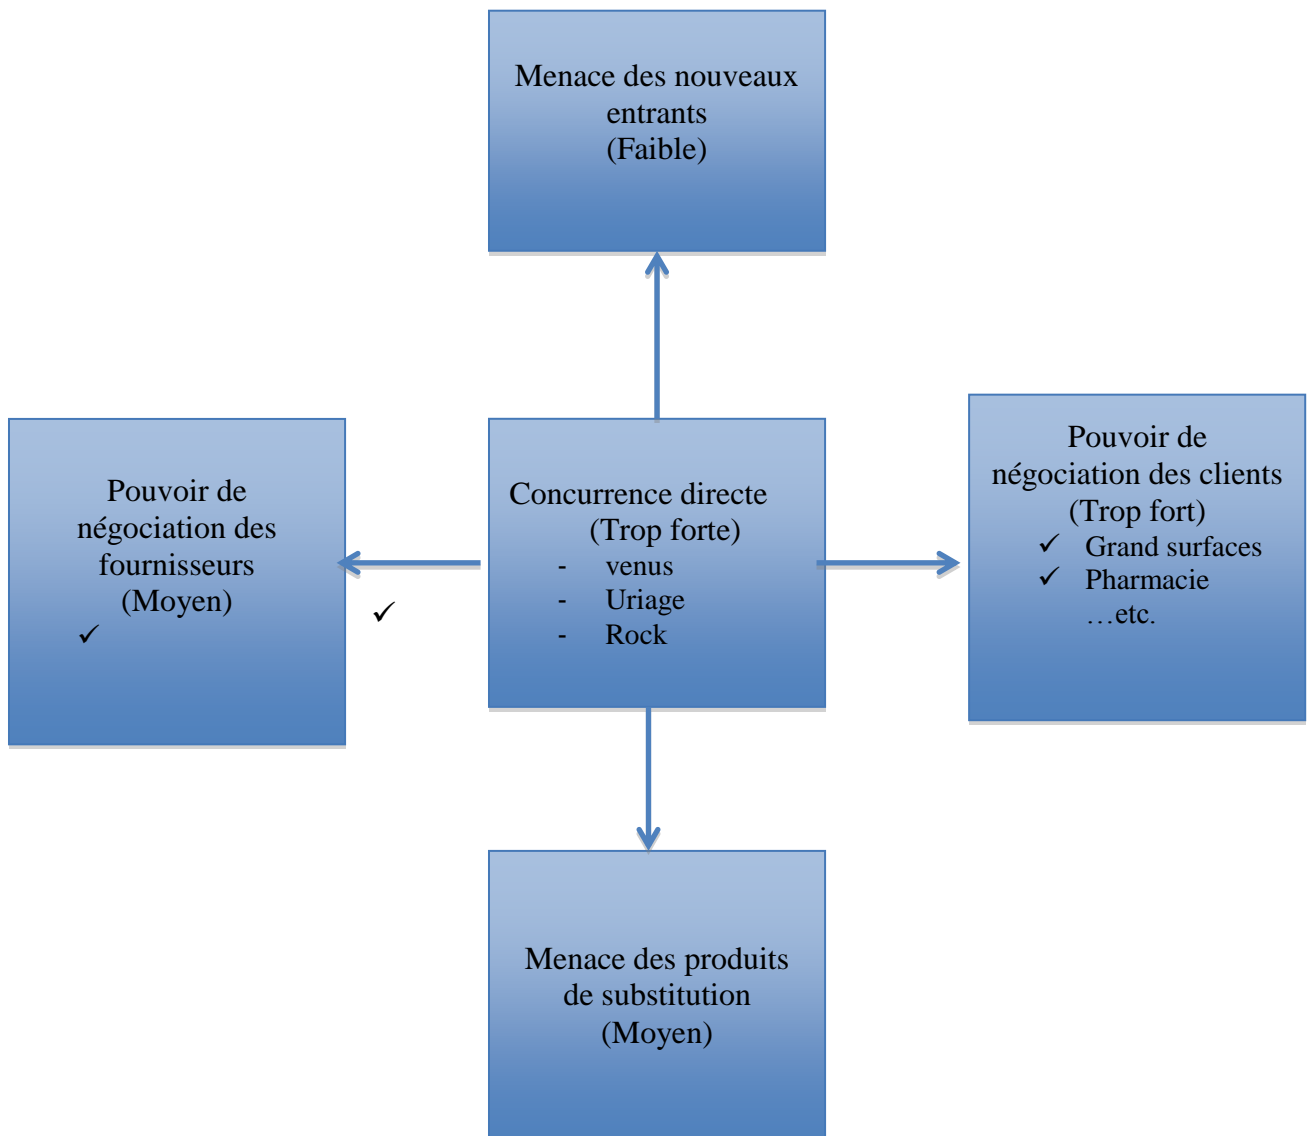 Menace des nouveaux
entrants
(Faible)
Pouvoir de
négociation des
fournisseurs
(Moyen)
✓
✓
Concurrence directe
(Trop forte)
- venus
- Uriage
- Rock
Pouvoir de
négociation des clients
(Trop fort)
✓ Grand surfaces
✓ Pharmacie
…etc.
Menace des produits
de substitution
(Moyen)